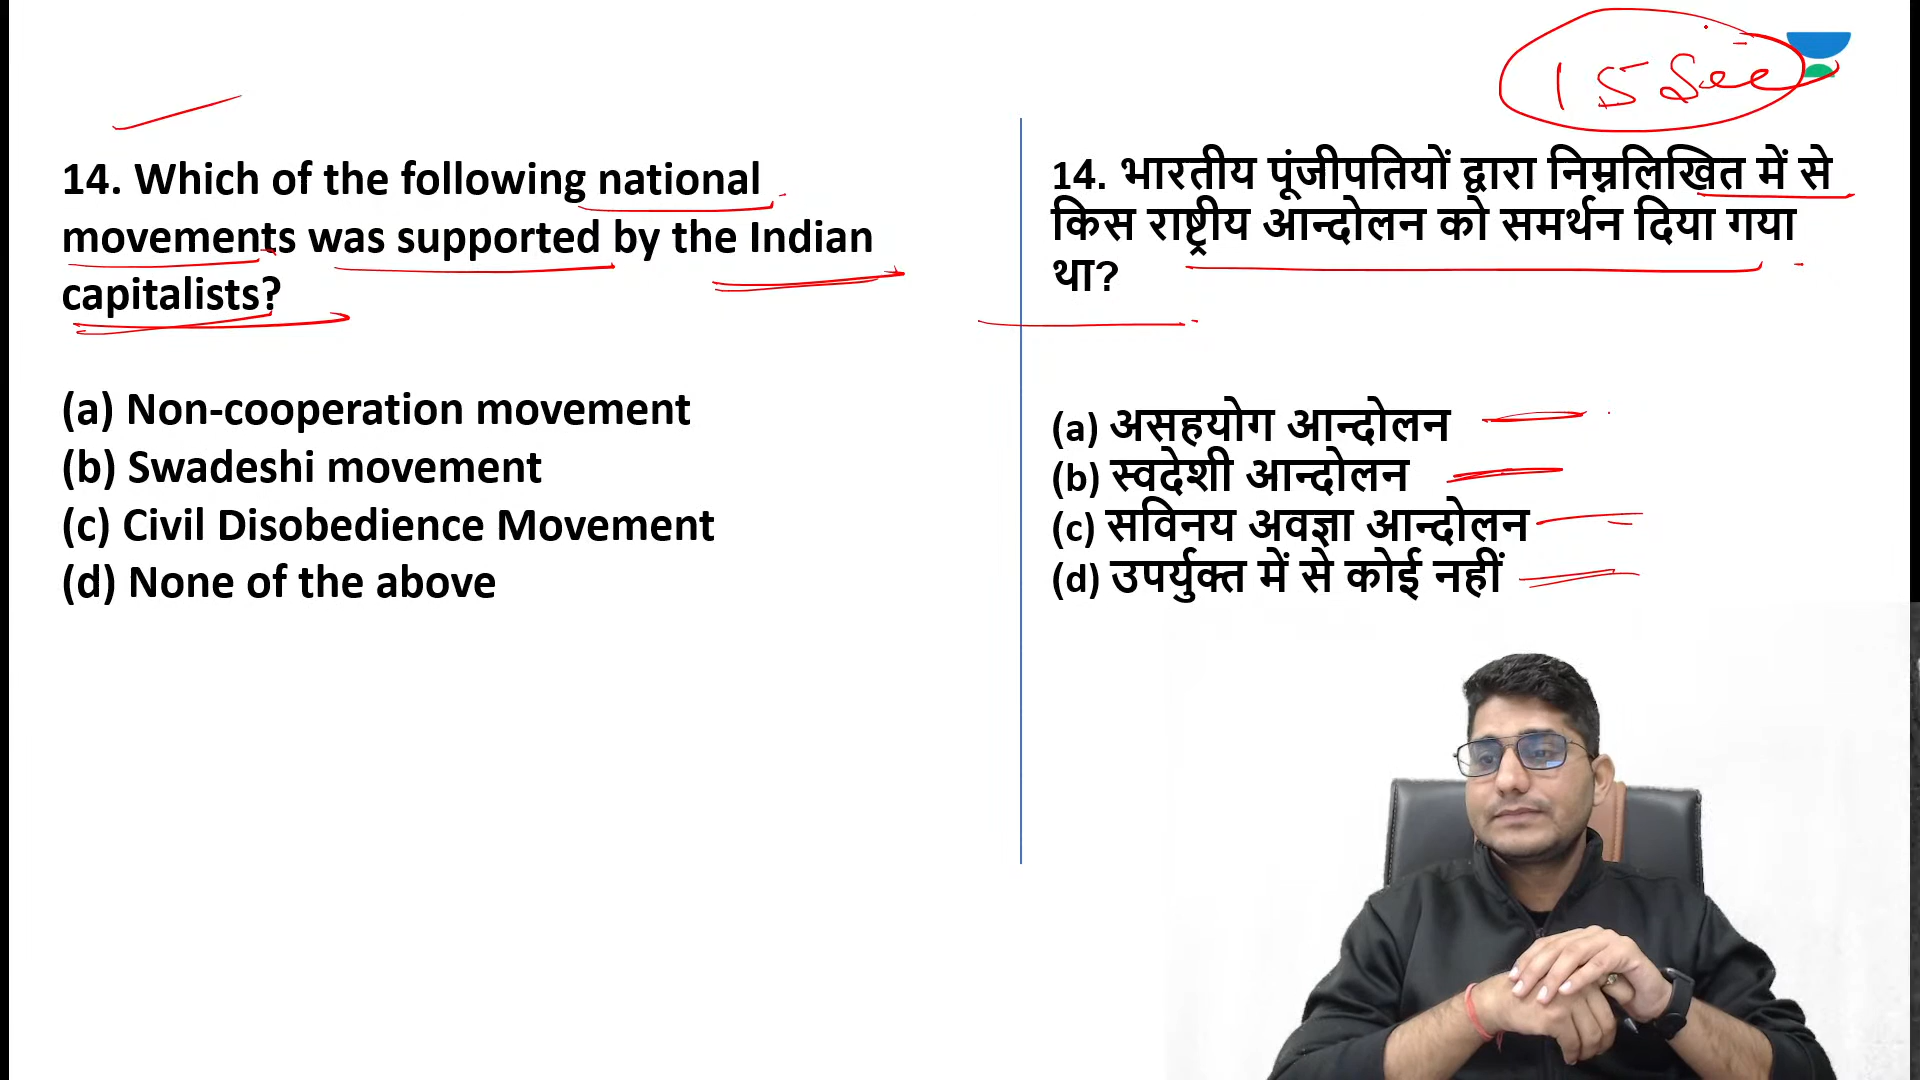 15 Sec
14. Which of the following national
movements was supported by the Indian
capitalists?
(a) Non-cooperation movement
(b) Swadeshi movement
(c) Civil Disobedience Movement
(d) None of the above
14. भारतीय पूंजीपतियों द्वारा निम्नलिखित में से
किस राष्ट्रीय आन्दोलन को समर्थन दिया गया
था?
(a) असहयोग आन्दोलन
(b) स्वदेशी आन्दोलन
(c) सविनय अवज्ञा आन्दोलन
(d) उपर्युक्त में से कोई नहीं